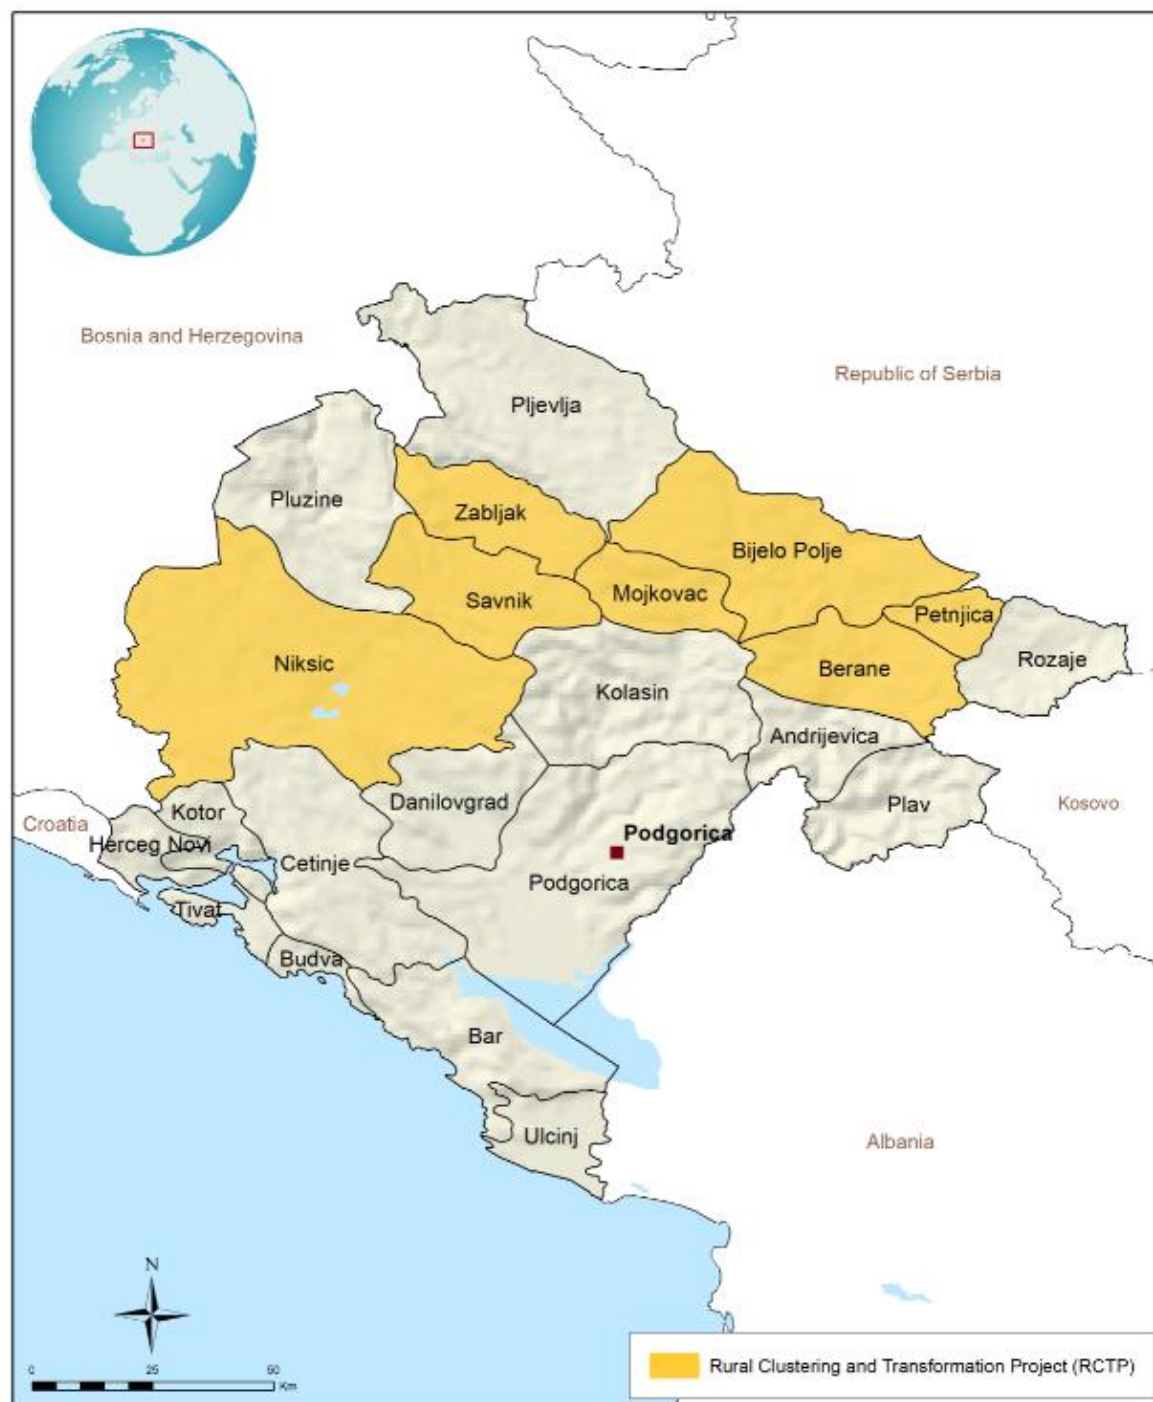 Bosnia and Herzegovina
Republic of Serbia
Pljevlja
Pluzine
Zabljak
Bijelo Polje
Savnik
Mojkovac
Petnjica
Rozaje
Niksic
Berane
Kolasin
Andrijevica
Danilovgrad
Plav
Kosovo
Kotor
Croatia
Podgorica
Herceg Novi
Cetinje
Podgorica
Tivat
Budva
Bar
Ulcinj
Albania
N
0 25 50
Km
Rural Clustering and Transformation Project (RCTP)